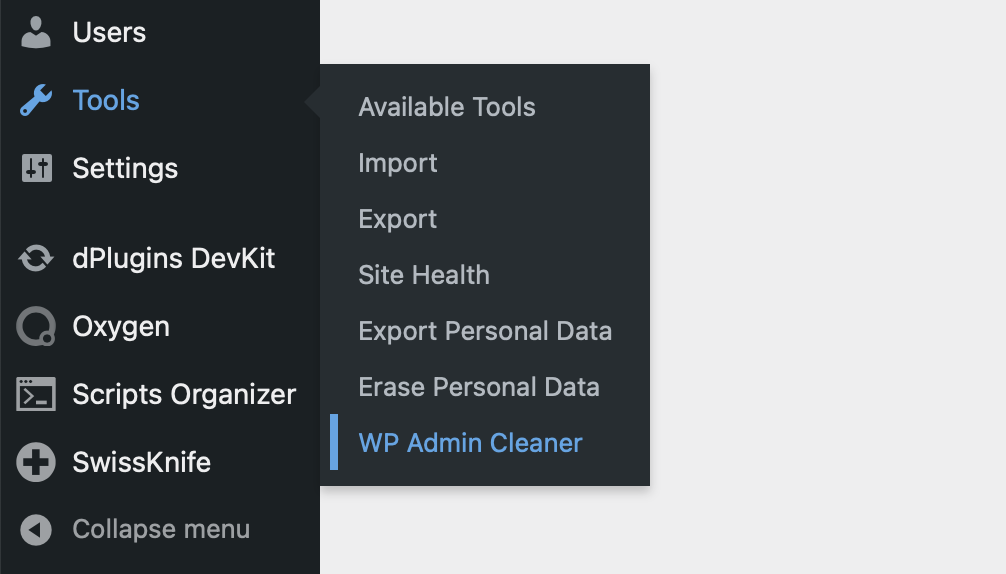 Users
Tools
Settings
dPlugins DevKit
Oxygen
Scripts Organizer
SwissKnife
Collapse menu
Available Tools
Import
Export
Site Health
Export Personal Data
Erase Personal Data
WP Admin Cleaner